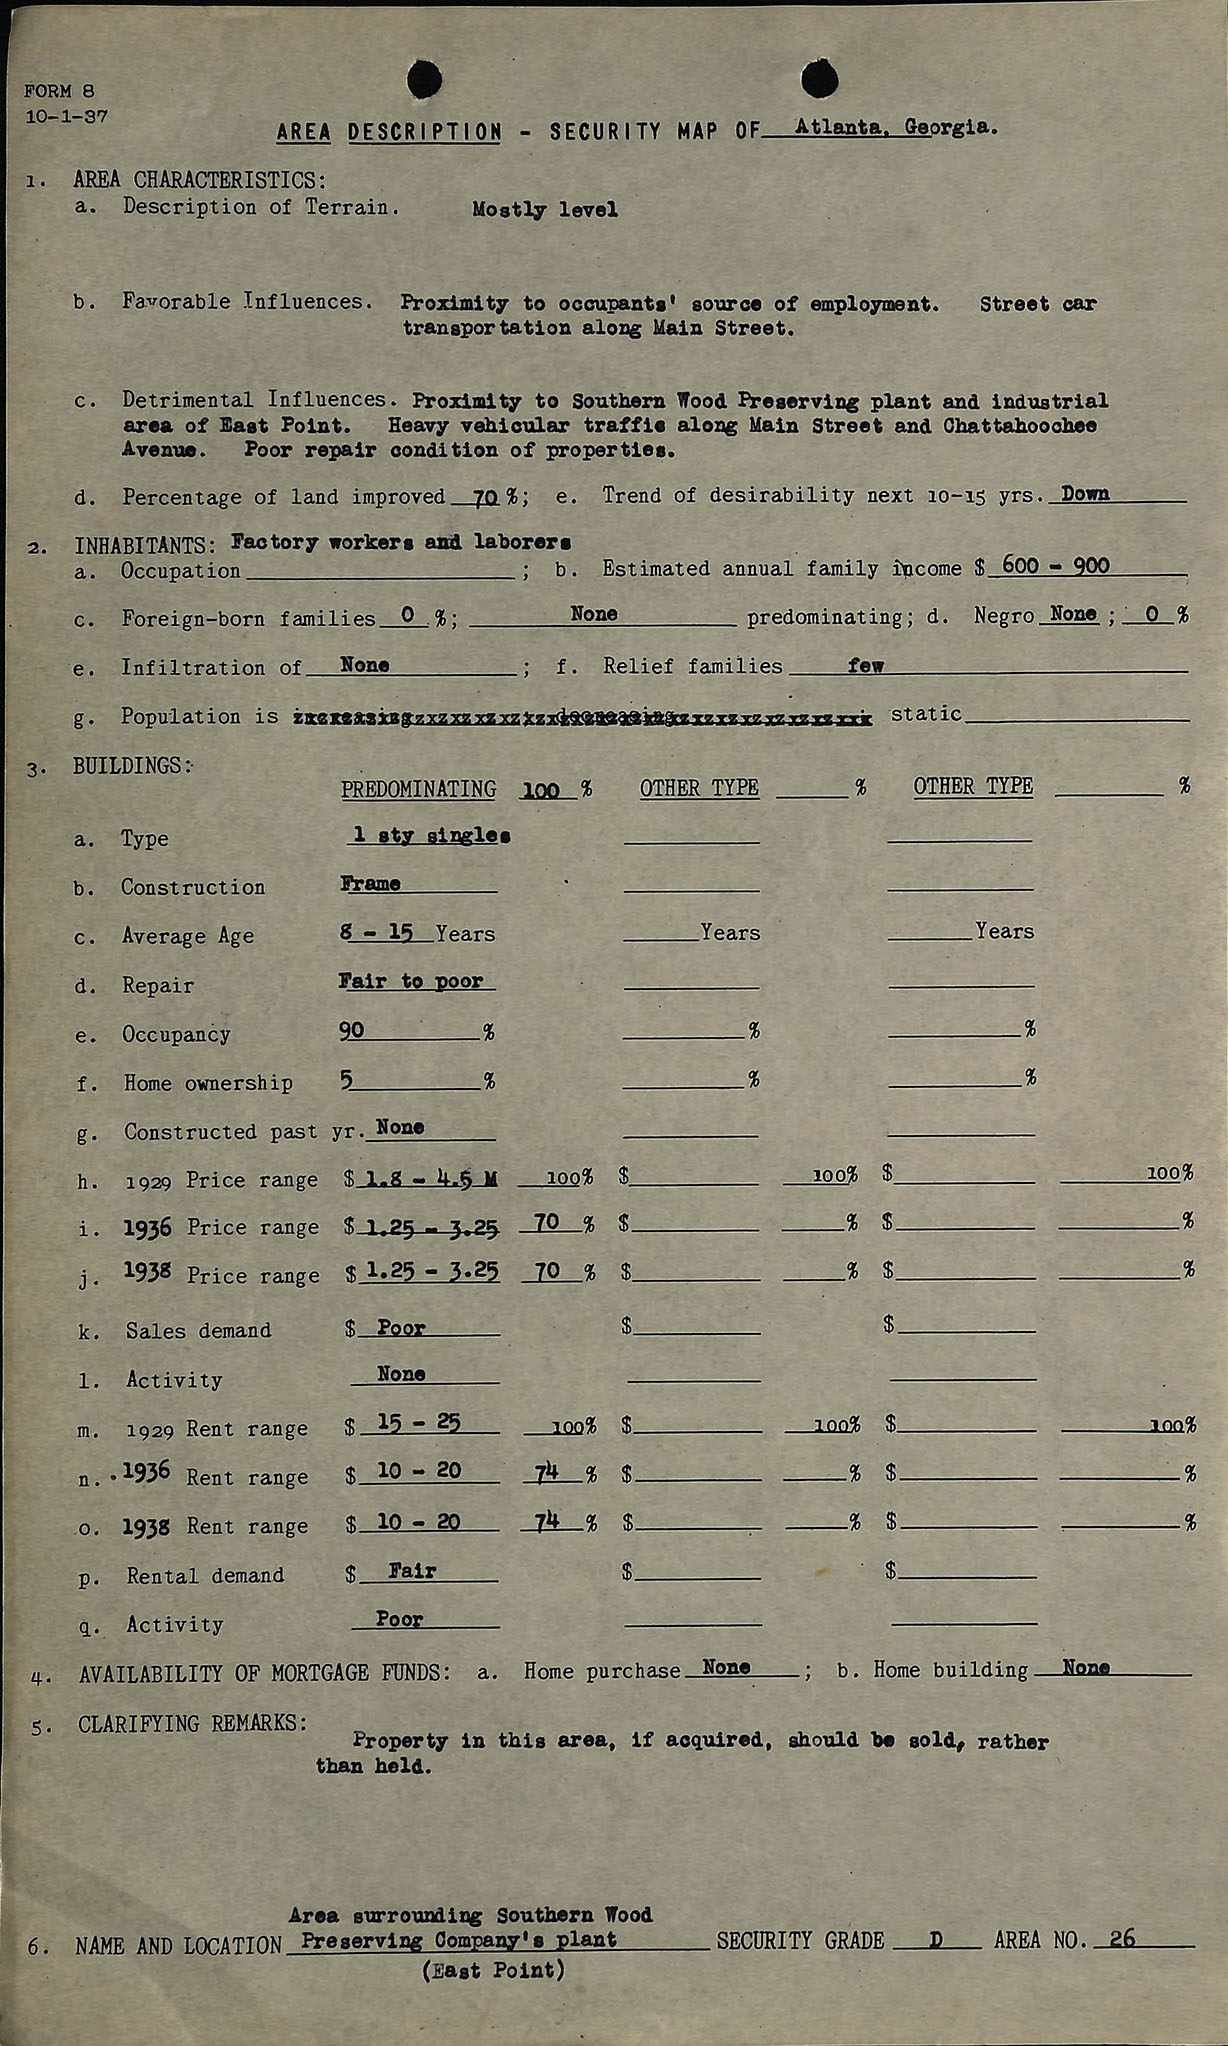 FORM 8
10-1-37
AREA DESCRIPTION - SECURITY MAP OF Atlanta, Georgia.
1. AREA CHARACTERISTICS:
a. Description of Terrain. Mostly level
b. Favorable Influences. Proximity to occupants' source of employment. Street car
transportation along Main Street.
c. Detrimental Influences. Proximity to Southern Wood Preserving plant and industrial
area of East Point. Heavy vehicular traffic along Main Street and Chattahoochee
Avenue. Poor repair condition of properties.
d. Percentage of land improved 70 %; e. Trend of desirability next 10-15 yrs. Down
2. INHABITANTS: Factory workers and laborers
a. Occupation ; b. Estimated annual family income $ 600 - 900
c. Foreign-born families 0 %; None predominating; d. Negro None ; 0 %
e. Infiltration of None ; f. Relief families few
g. Population is static
3. BUILDINGS:
PREDOMINATING 100 % OTHER TYPE % OTHER TYPE %
a. Type 1 sty singles
b. Construction Frame
c. Average Age 8 - 15 Years Years Years
d. Repair Fair to poor
e. Occupancy 90 % % %
f. Home ownership 5 % % %
g. Constructed past yr. None
h. 1929 Price range $ 1.8 - 4.5 M 100% $ 100% $ 100%
i. 1936 Price range $ 1.25 - 3.25 70 % $ % $ %
j. 1938 Price range $ 1.25 - 3.25 70 % $ % $ %
k. Sales demand $ Poor $ $
l. Activity None
m. 1929 Rent range $ 15 - 25 100% $ 100% $ 100%
n. 1936 Rent range $ 10 - 20 74 % $ % $ %
o. 1938 Rent range $ 10 - 20 74 % $ % $ %
p. Rental demand $ Fair $ $
q. Activity Poor
4. AVAILABILITY OF MORTGAGE FUNDS: a. Home purchase None ; b. Home building None
5. CLARIFYING REMARKS:
Property in this area, if acquired, should be sold, rather
than held.
Area surrounding Southern Wood
6. NAME AND LOCATION Preserving Company's plant SECURITY GRADE D AREA NO. 26
(East Point)